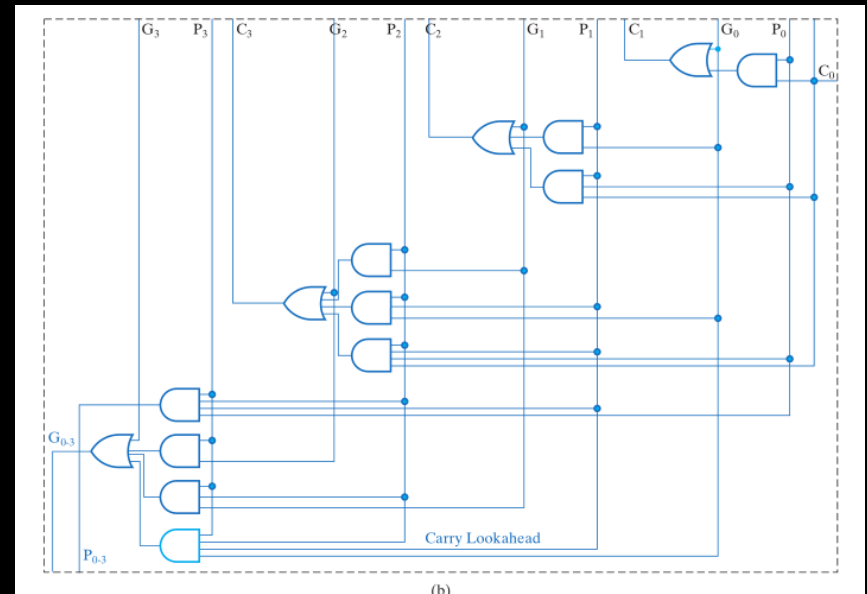 G₃ P₃ C₃ G₂ P₂ C₂ G₁ P₁ C₁ G₀ P₀
C₀
G₀₋₃
Carry Lookahead
P₀₋₃
(b)